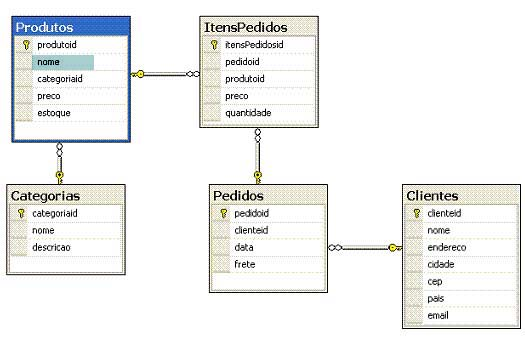 Produtos
produtoid
nome
categoriaid
preco
estoque
ItensPedidos
itensPedidosid
pedidoid
produtoid
preco
quantidade
Categorias
categoriaid
nome
descricao
Pedidos
pedidoid
clienteid
data
frete
Clientes
clienteid
nome
endereco
cidade
cep
pais
email